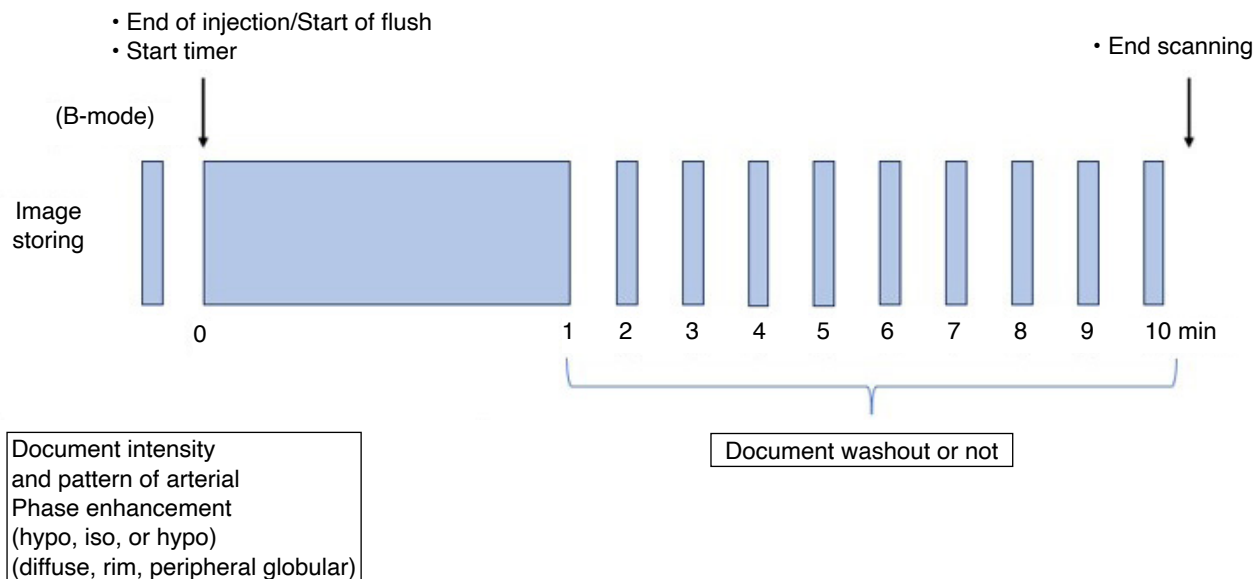 • End of injection/Start of flush
• Start timer
• End scanning
(B-mode)
Image
storing
0
1
2
3
4
5
6
7
8
9
10 min
Document intensity
and pattern of arterial
Phase enhancement
(hypo, iso, or hypo)
(diffuse, rim, peripheral globular)
Document washout or not